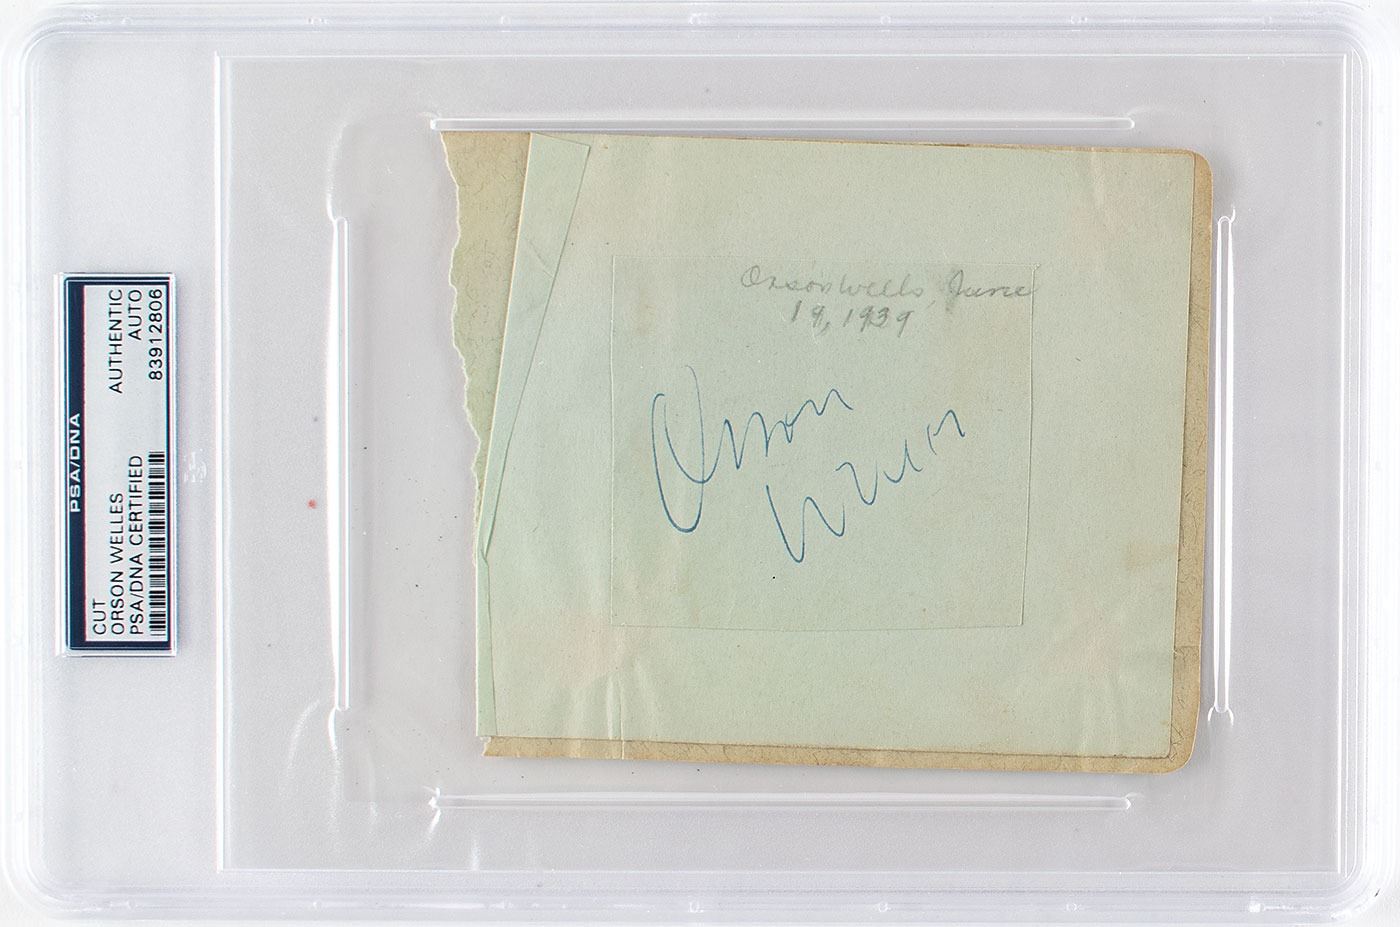 PSA/DNA
CUT
ORSON WELLES
PSA/DNA CERTIFIED
AUTHENTIC
AUTO
83912806
Orson Wells, June
19, 1939
Orson
Welles